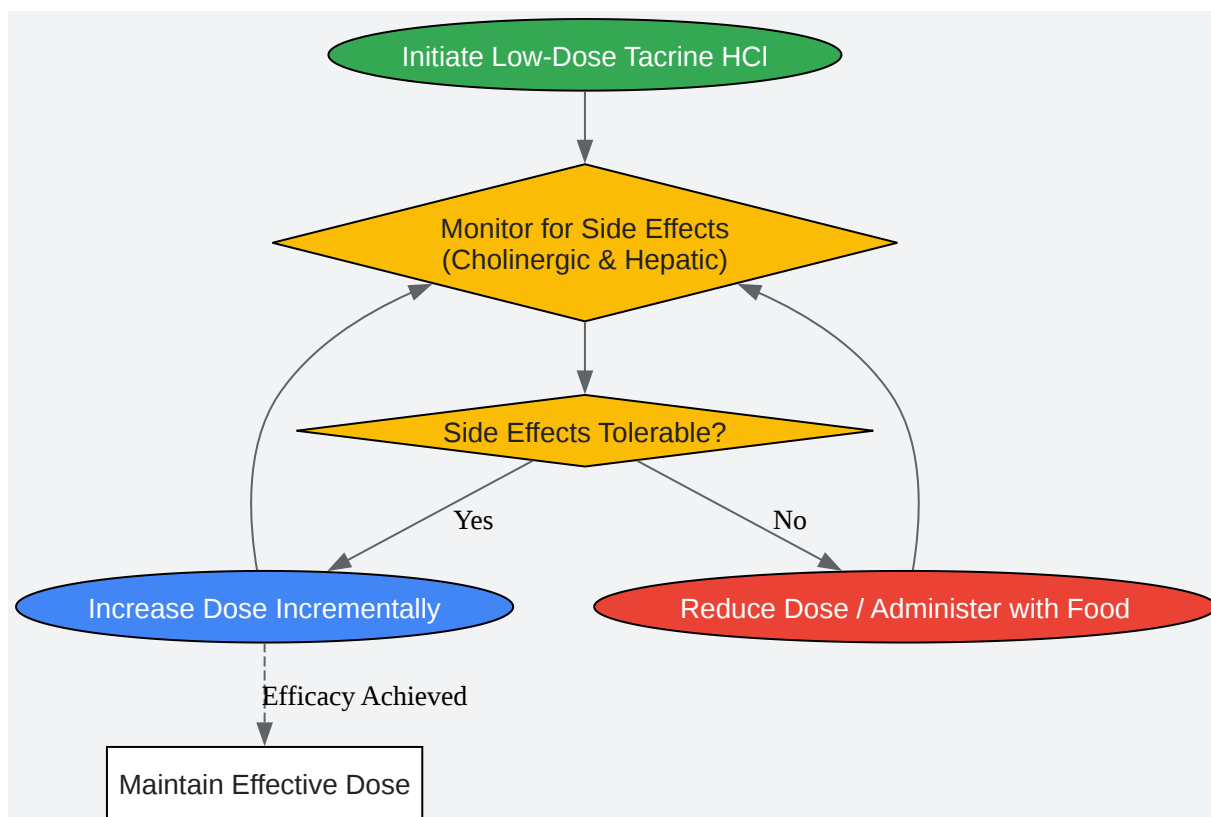 Initiate Low-Dose Tacrine HCl
Monitor for Side Effects
(Cholinergic & Hepatic)
Side Effects Tolerable?
Yes
No
Increase Dose Incrementally
Reduce Dose / Administer with Food
Efficacy Achieved
Maintain Effective Dose